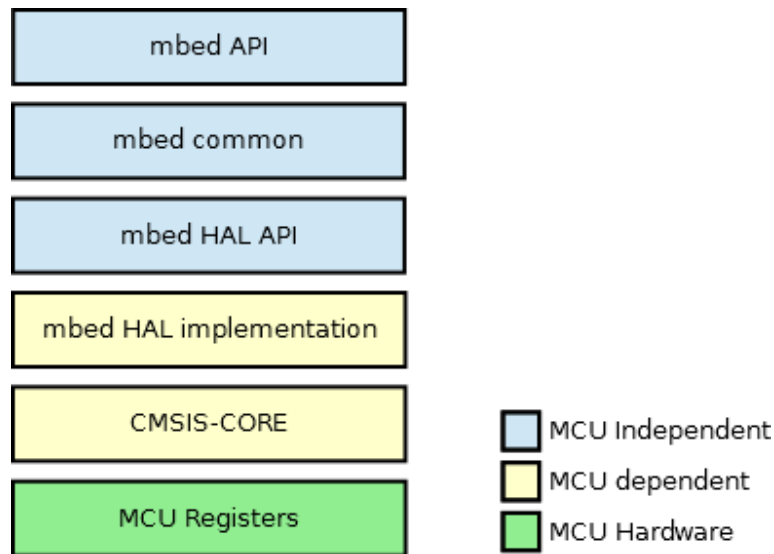 mbed API
mbed common
mbed HAL API
mbed HAL implementation
CMSIS-CORE
MCU Registers
MCU Independent
MCU dependent
MCU Hardware